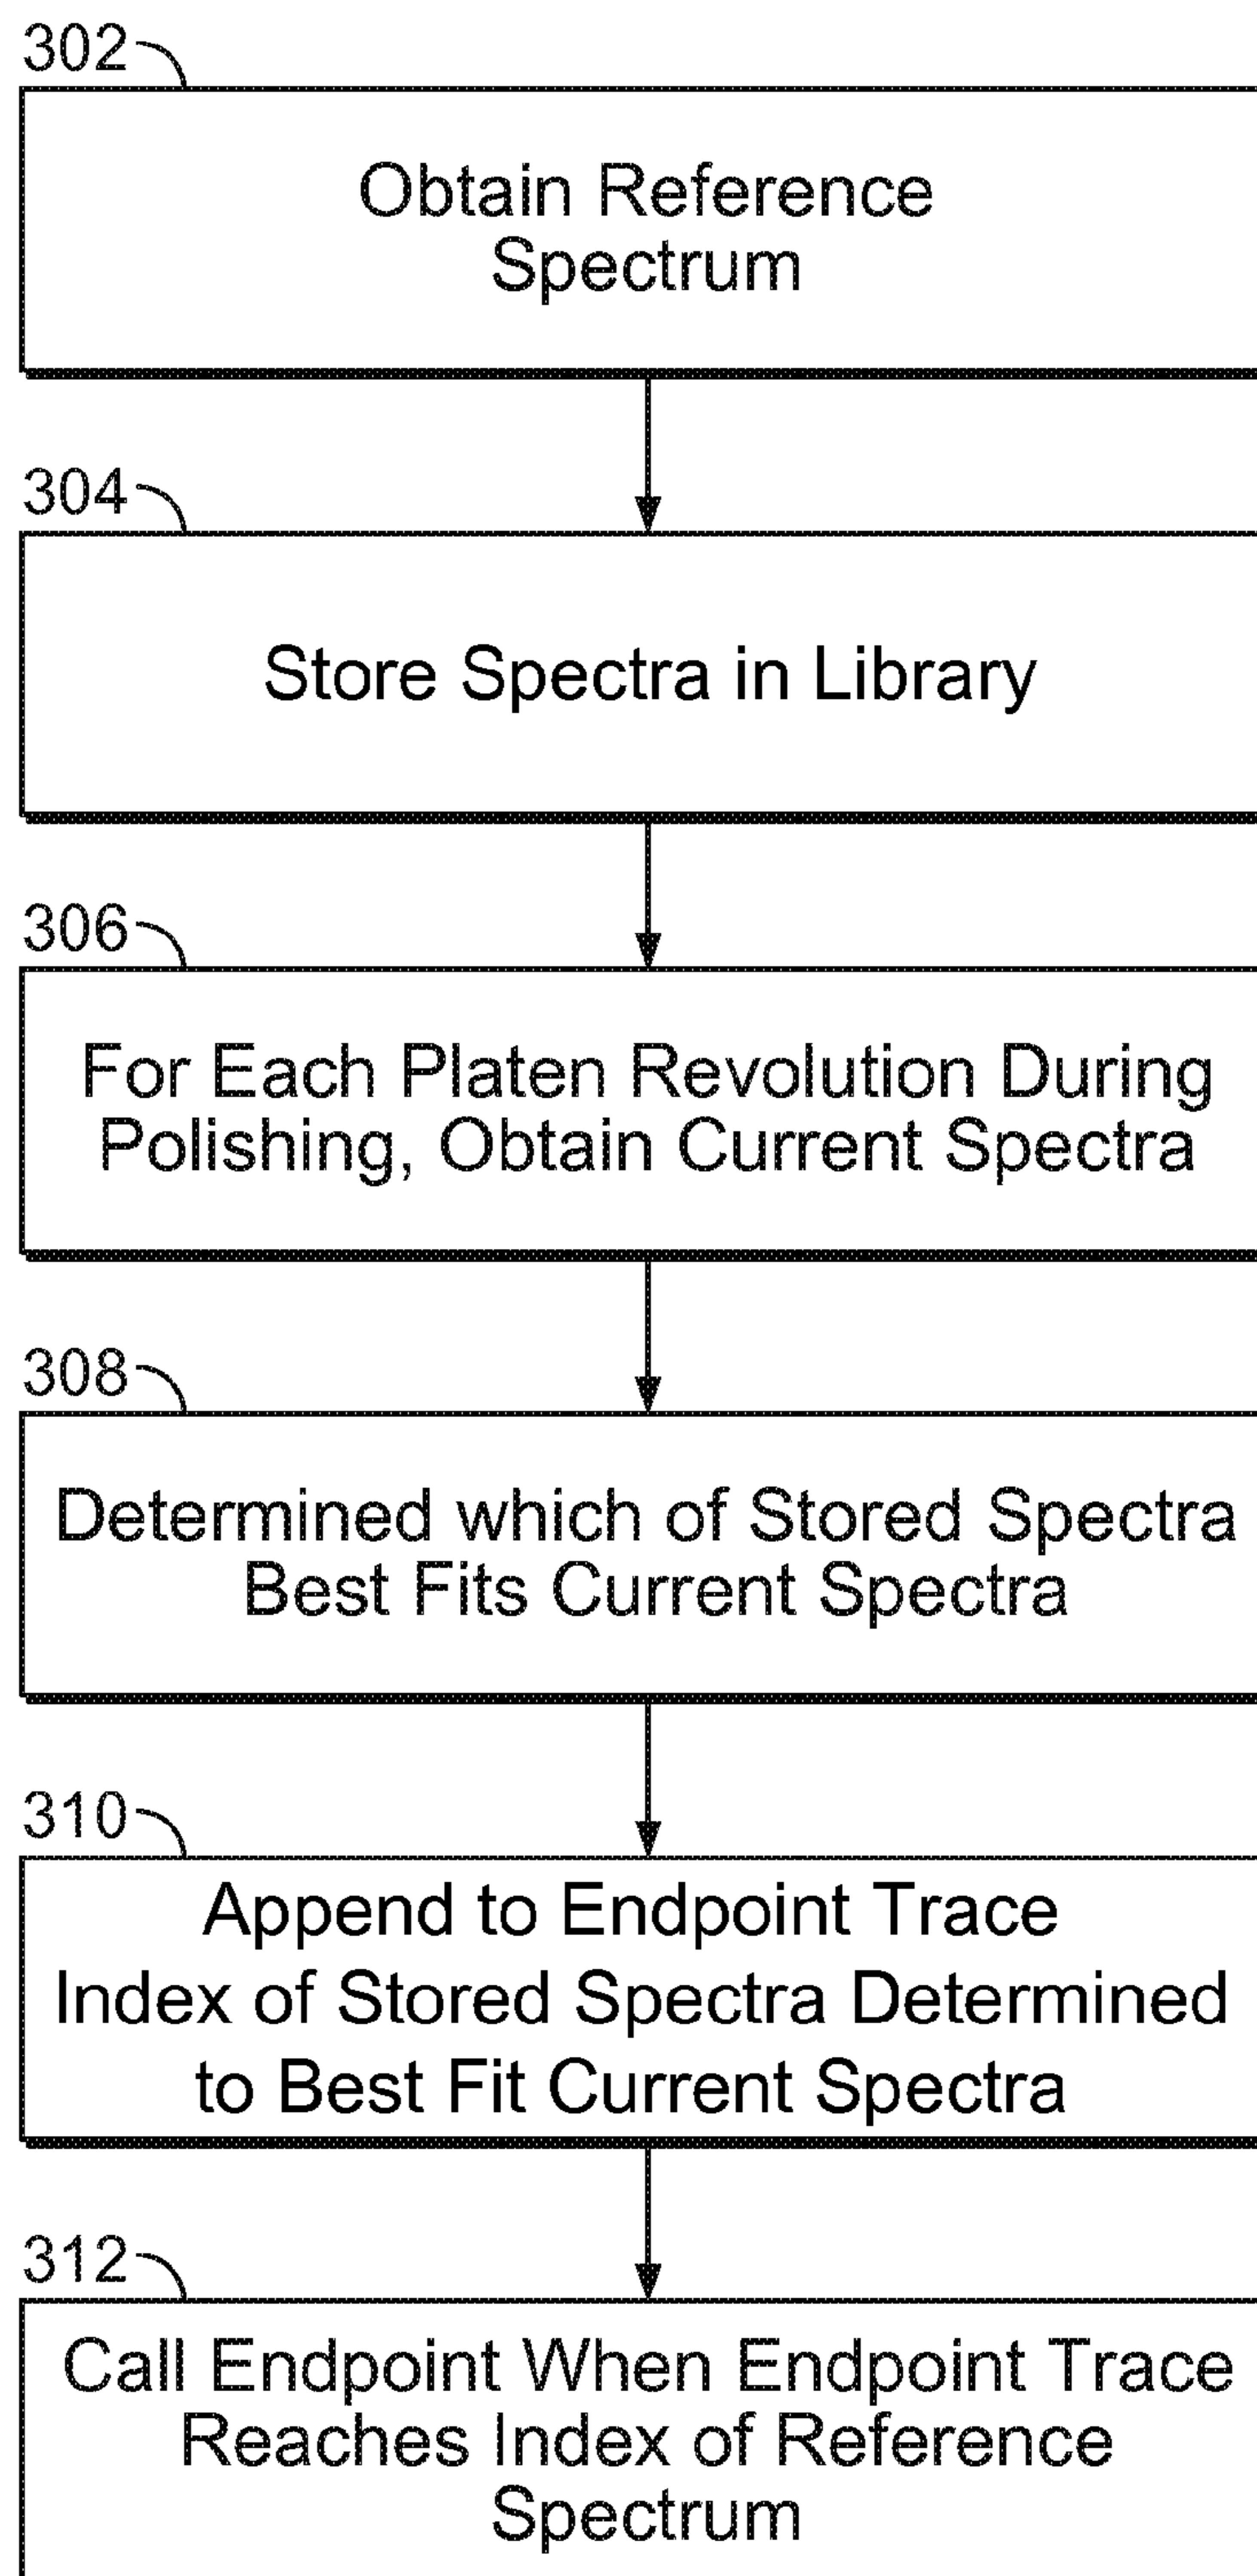 302
Obtain Reference
Spectrum
304
Store Spectra in Library
306
For Each Platen Revolution During
Polishing, Obtain Current Spectra
308
Determined which of Stored Spectra
Best Fits Current Spectra
310
Append to Endpoint Trace
Index of Stored Spectra Determined
to Best Fit Current Spectra
312
Call Endpoint When Endpoint Trace
Reaches Index of Reference
Spectrum